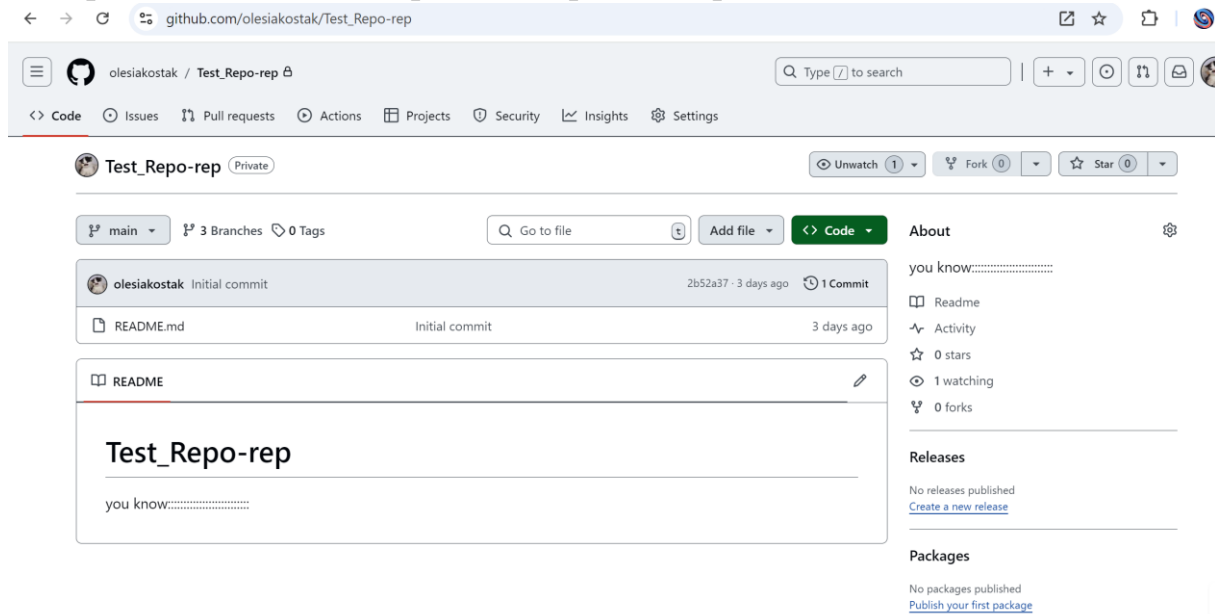 github.com/olesiakostak/Test_Repo-rep
olesiakostak / Test_Repo-rep
Type / to search
Code Issues Pull requests Actions Projects Security Insights Settings
Test_Repo-rep Private
Unwatch 1 Fork 0 Star 0
main 3 Branches 0 Tags
Go to file t Add file Code
olesiakostak Initial commit 2b52a37 · 3 days ago 1 Commit
README.md Initial commit 3 days ago
README
Test_Repo-rep
you know::::::::::::::::::::::::::
About
you know::::::::::::::::::::::::::
Readme
Activity
0 stars
1 watching
0 forks
Releases
No releases published
Create a new release
Packages
No packages published
Publish your first package